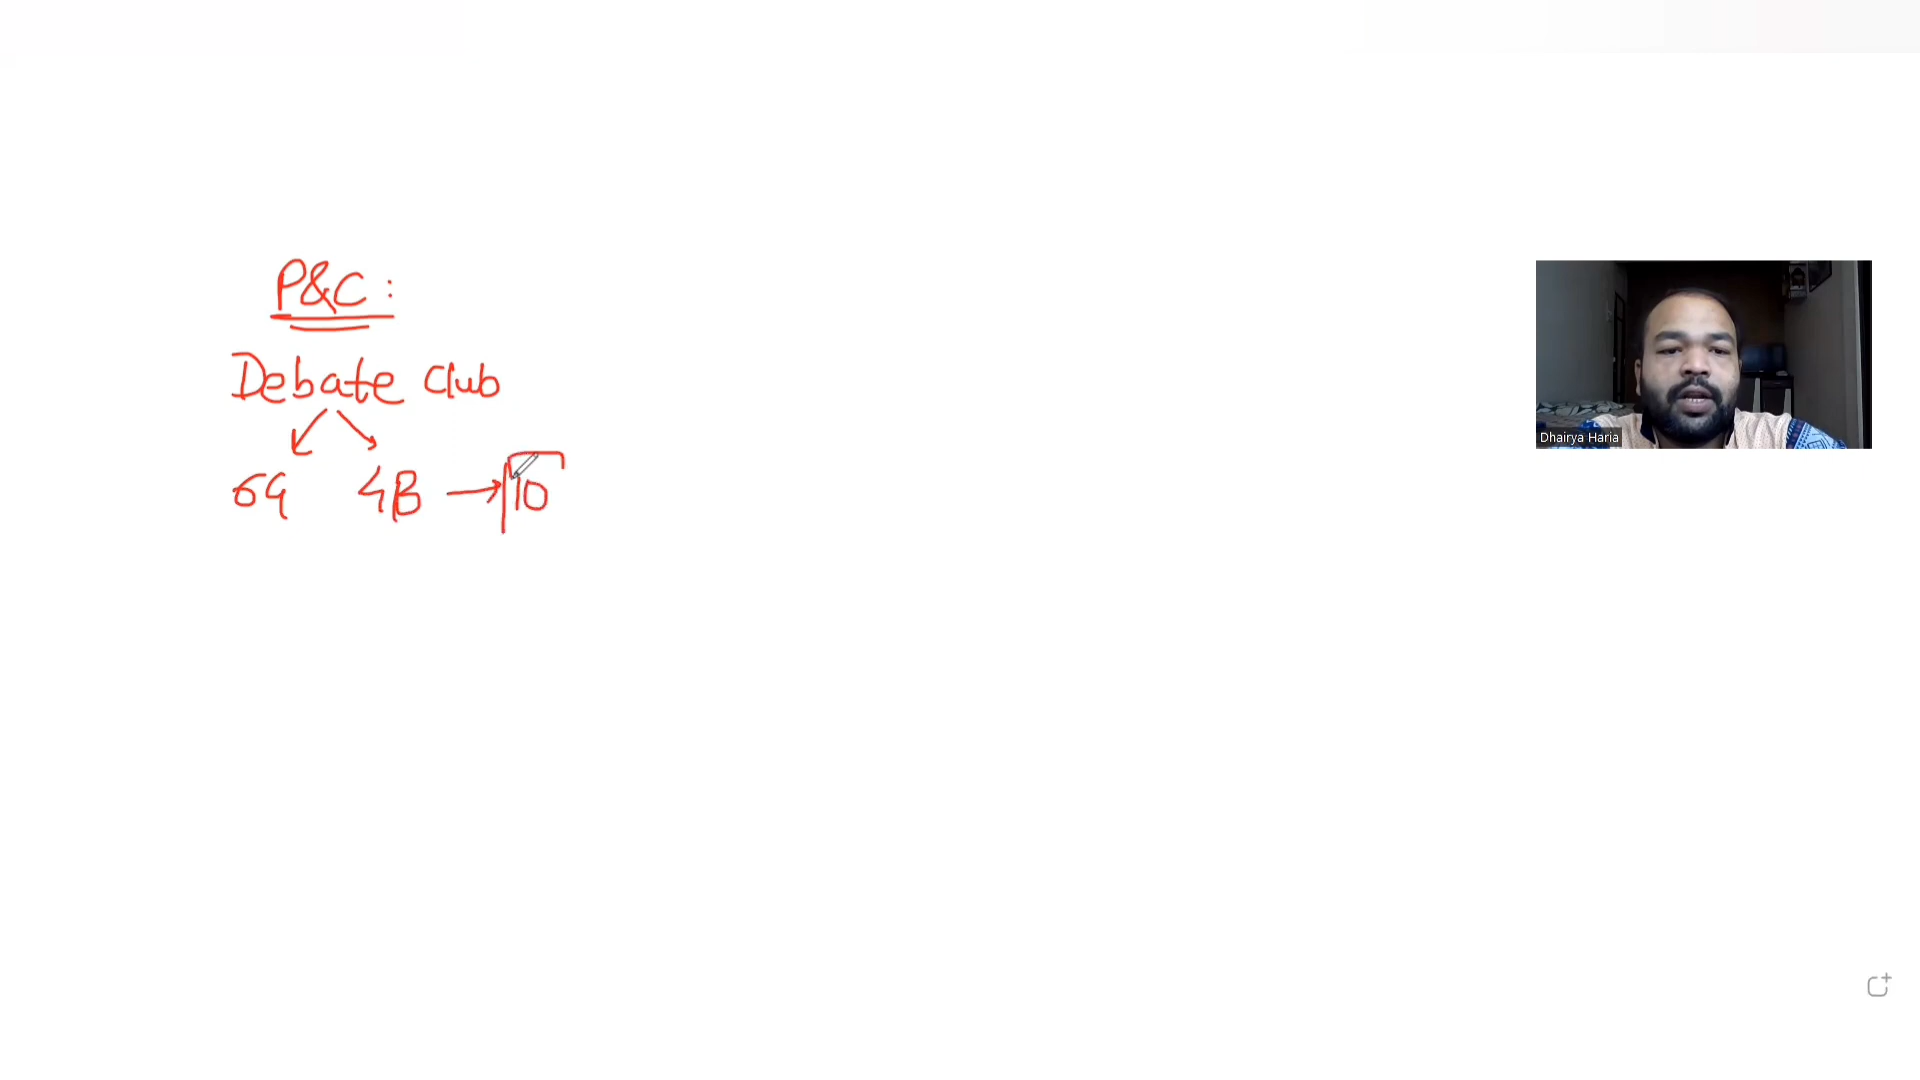 P&C :
Debate Club
6G 4B → 10
Dhairya Haria